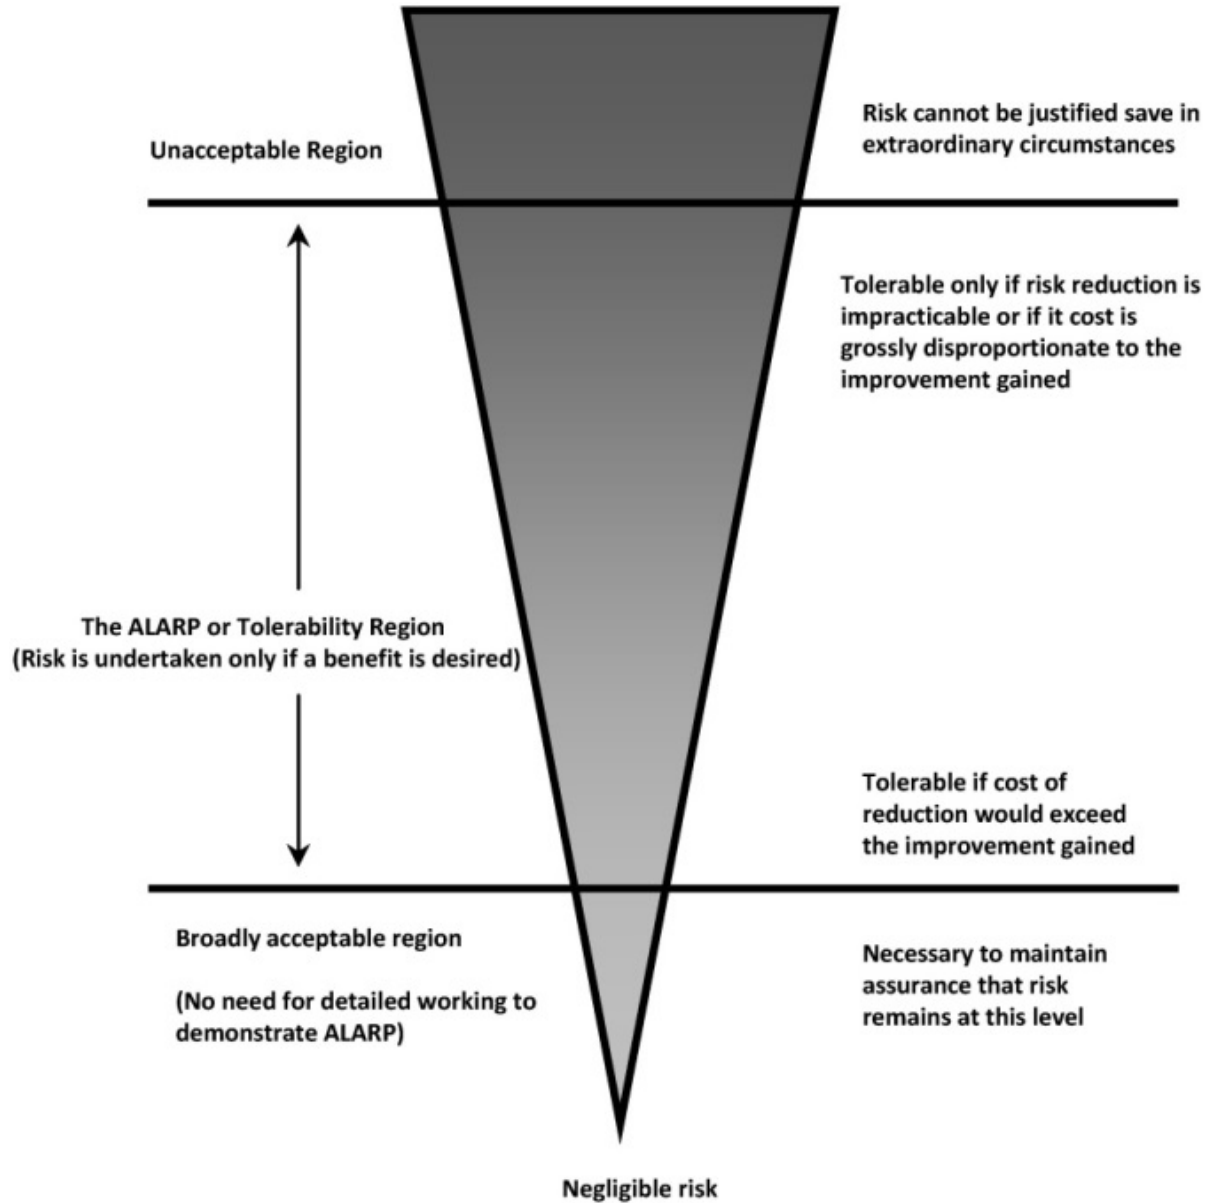 Unacceptable Region
Risk cannot be justified save in
extraordinary circumstances
Tolerable only if risk reduction is
impracticable or if it cost is
grossly disproportionate to the
improvement gained
The ALARP or Tolerability Region
(Risk is undertaken only if a benefit is desired)
Tolerable if cost of
reduction would exceed
the improvement gained
Broadly acceptable region
(No need for detailed working to
demonstrate ALARP)
Necessary to maintain
assurance that risk
remains at this level
Negligible risk